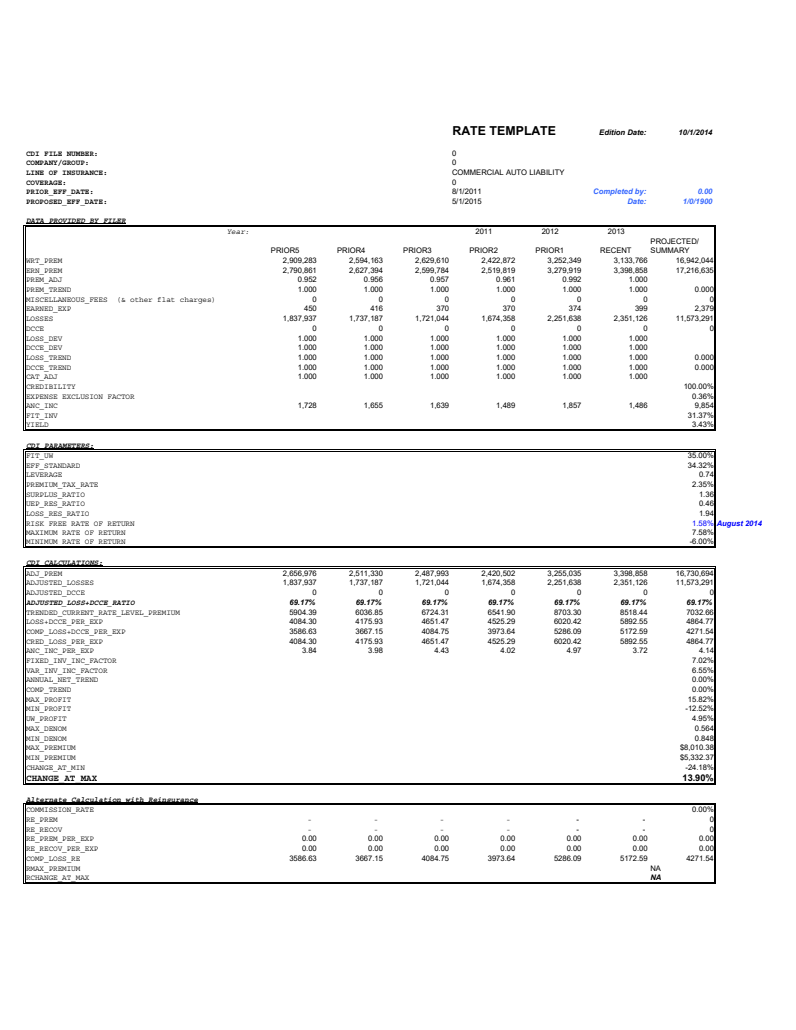 RATE TEMPLATE Edition Date: 10/1/2014
CDI FILE NUMBER: 0
COMPANY/GROUP: 0
LINE OF INSURANCE: COMMERCIAL AUTO LIABILITY
COVERAGE: 0
PRIOR_EFF_DATE: 8/1/2011 Completed by: 0.00
PROPOSED_EFF_DATE: 5/1/2015 Date: 1/0/1900
DATA PROVIDED BY FILER
Year: 2011 2012 2013
PROJECTED/
PRIOR5 PRIOR4 PRIOR3 PRIOR2 PRIOR1 RECENT SUMMARY
WRT_PREM 2,909,283 2,594,163 2,629,610 2,422,872 3,252,349 3,133,766 16,942,044
ERN_PREM 2,790,861 2,627,394 2,599,784 2,519,819 3,279,919 3,398,858 17,216,635
PREM_ADJ 0.952 0.956 0.957 0.961 0.992 1.000
PREM_TREND 1.000 1.000 1.000 1.000 1.000 1.000 0.000
MISCELLANEOUS_FEES (& other flat charges) 0 0 0 0 0 0 0
EARNED_EXP 450 416 370 370 374 399 2,379
LOSSES 1,837,937 1,737,187 1,721,044 1,674,358 2,251,638 2,351,126 11,573,291
DCCE 0 0 0 0 0 0 0
LOSS_DEV 1.000 1.000 1.000 1.000 1.000 1.000
DCCE_DEV 1.000 1.000 1.000 1.000 1.000 1.000
LOSS_TREND 1.000 1.000 1.000 1.000 1.000 1.000 0.000
DCCE_TREND 1.000 1.000 1.000 1.000 1.000 1.000 0.000
CAT_ADJ 1.000 1.000 1.000 1.000 1.000 1.000
CREDIBILITY 100.00%
EXPENSE EXCLUSION FACTOR 0.36%
ANC_INC 1,728 1,655 1,639 1,489 1,857 1,486 9,854
FIT_INV 31.37%
YIELD 3.43%
CDI PARAMETERS:
FIT_UW 35.00%
EFF_STANDARD 34.32%
LEVERAGE 0.74
PREMIUM_TAX_RATE 2.35%
SURPLUS_RATIO 1.36
UEP_RES_RATIO 0.46
LOSS_RES_RATIO 1.94
RISK FREE RATE OF RETURN 1.58% August 2014
MAXIMUM RATE OF RETURN 7.58%
MINIMUM RATE OF RETURN -6.00%
CDI CALCULATIONS:
ADJ_PREM 2,656,976 2,511,330 2,487,993 2,420,502 3,255,035 3,398,858 16,730,694
ADJUSTED_LOSSES 1,837,937 1,737,187 1,721,044 1,674,358 2,251,638 2,351,126 11,573,291
ADJUSTED_DCCE 0 0 0 0 0 0 0
ADJUSTED_LOSS+DCCE_RATIO 69.17% 69.17% 69.17% 69.17% 69.17% 69.17% 69.17%
TRENDED_CURRENT_RATE_LEVEL_PREMIUM 5904.39 6036.85 6724.31 6541.90 8703.30 8518.44 7032.66
LOSS+DCCE_PER_EXP 4084.30 4175.93 4651.47 4525.29 6020.42 5892.55 4864.77
COMP_LOSS+DCCE_PER_EXP 3586.63 3667.15 4084.75 3973.64 5286.09 5172.59 4271.54
CRED_LOSS_PER_EXP 4084.30 4175.93 4651.47 4525.29 6020.42 5892.55 4864.77
ANC_INC_PER_EXP 3.84 3.98 4.43 4.02 4.97 3.72 4.14
FIXED_INV_INC_FACTOR 7.02%
VAR_INV_INC_FACTOR 6.55%
ANNUAL_NET_TREND 0.00%
COMP_TREND 0.00%
MAX_PROFIT 15.82%
MIN_PROFIT -12.52%
UW_PROFIT 4.95%
MAX_DENOM 0.564
MIN_DENOM 0.848
MAX_PREMIUM $8,010.38
MIN_PREMIUM $5,332.37
CHANGE_AT_MIN -24.18%
CHANGE AT MAX 13.90%
Alternate Calculation with Reinsurance
COMMISSION_RATE 0.00%
RE_PREM - - - - - - 0
RE_RECOV - - - - - - 0
RE_PREM_PER_EXP 0.00 0.00 0.00 0.00 0.00 0.00 0.00
RE_RECOV_PER_EXP 0.00 0.00 0.00 0.00 0.00 0.00 0.00
COMP_LOSS_RE 3586.63 3667.15 4084.75 3973.64 5286.09 5172.59 4271.54
RMAX_PREMIUM NA
RCHANGE_AT_MAX NA